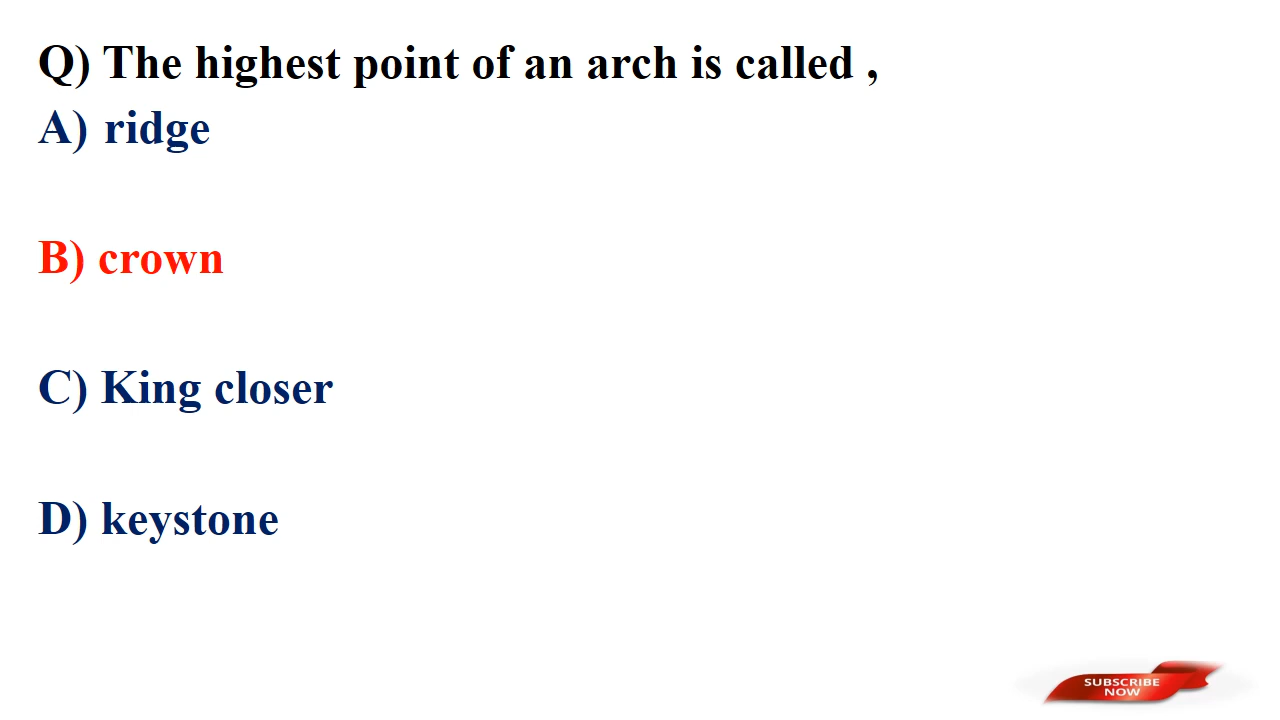 Q) The highest point of an arch is called ,
A) ridge
B) crown
C) King closer
D) keystone
SUBSCRIBE
NOW